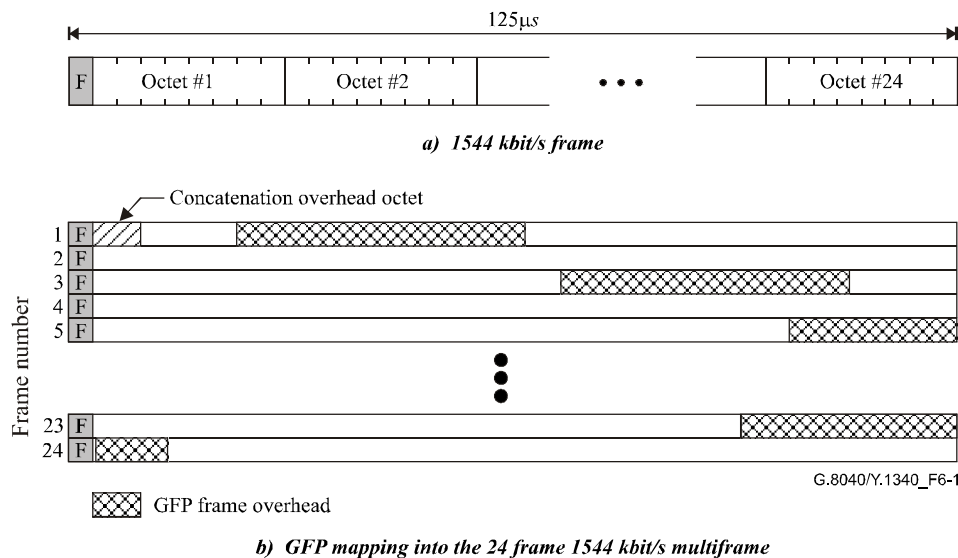 125µs
F Octet #1 Octet #2 Octet #24
a) 1544 kbit/s frame
Concatenation overhead octet
Frame number
1 F
2 F
3 F
4 F
5 F
23 F
24 F
G.8040/Y.1340_F6-1
GFP frame overhead
b) GFP mapping into the 24 frame 1544 kbit/s multiframe